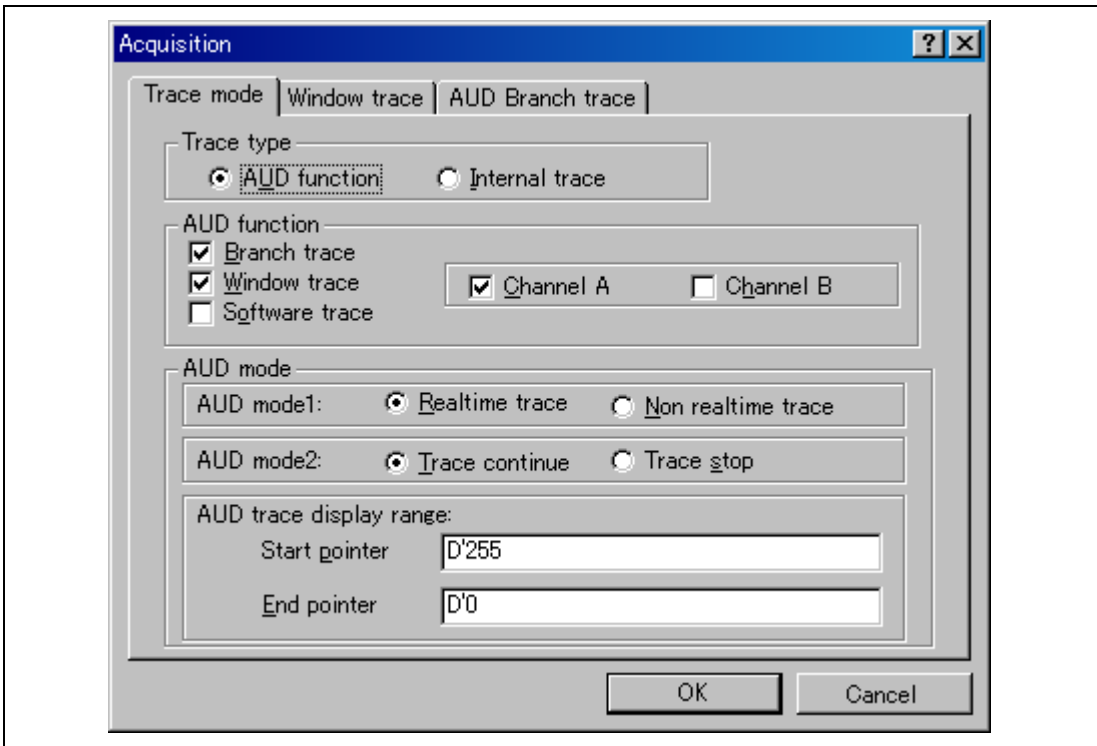 Acquisition
Trace mode Window trace AUD Branch trace
Trace type
AUD function Internal trace
AUD function
Branch trace
Window trace
Software trace
Channel A Channel B
AUD mode
AUD mode1: Realtime trace Non realtime trace
AUD mode2: Trace continue Trace stop
AUD trace display range:
Start pointer D'255
End pointer D'0
OK Cancel